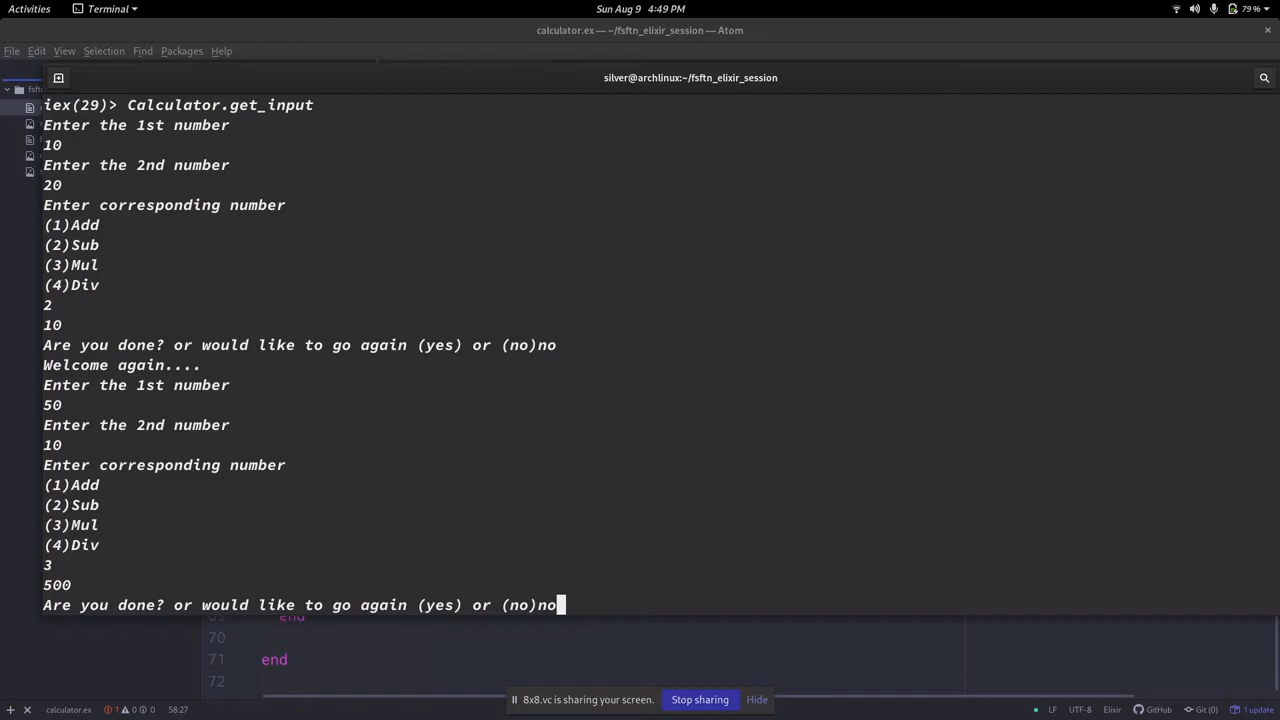 Activities Terminal Sun Aug 9 4:49 PM 79 %
calculator.ex — ~/fsftn_elixir_session — Atom
File Edit View Selection Find Packages Help
silver@archlinux:~/fsftn_elixir_session
iex(29)> Calculator.get_input
Enter the 1st number
10
Enter the 2nd number
20
Enter corresponding number
(1)Add
(2)Sub
(3)Mul
(4)Div
2
10
Are you done? or would like to go again (yes) or (no)no
Welcome again....
Enter the 1st number
50
Enter the 2nd number
10
Enter corresponding number
(1)Add
(2)Sub
(3)Mul
(4)Div
3
500
Are you done? or would like to go again (yes) or (no)no
69 end
70
71 end
72
8x8.vc is sharing your screen. Stop sharing Hide
calculator.ex 1 0 0 58:27 LF UTF-8 Elixir GitHub Git (0) 1 update